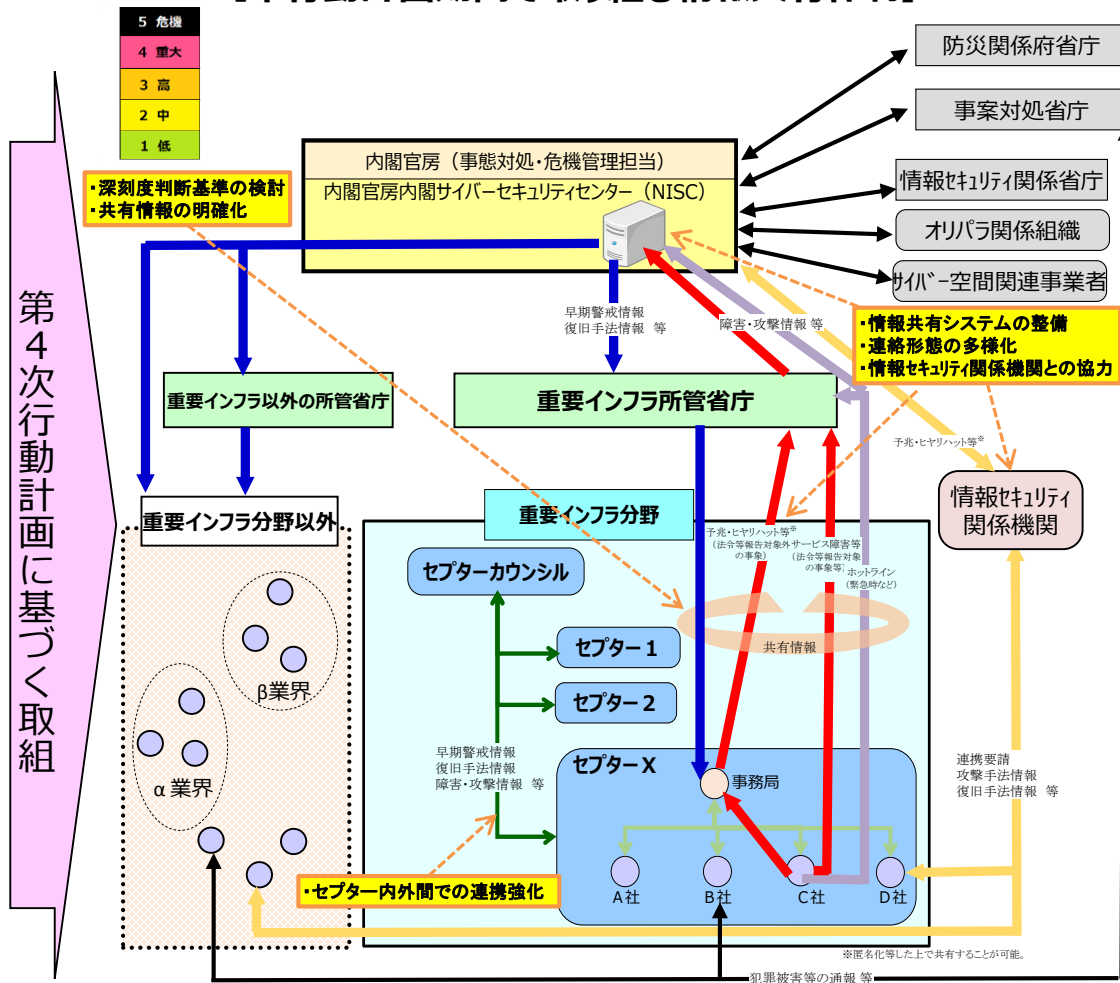 5 危機
4 重大
3 高
2 中
1 低
防災関係府省庁
事案対処省庁
情報セキュリティ関係省庁
オリパラ関係組織
サイバー空間関連事業者
内閣官房（事態対処・危機管理担当）
内閣官房内閣サイバーセキュリティセンター（NISC）
・深刻度判断基準の検討
・共有情報の明確化
第4次行動計画に基づく取組
早期警戒情報
復旧手法情報 等
障害・攻撃情報 等
・情報共有システムの整備
・連絡形態の多様化
・情報セキュリティ関係機関との協力
重要インフラ以外の所管省庁
重要インフラ所管省庁
予兆・ヒヤリハット等※
情報セキュリティ
関係機関
重要インフラ分野以外
重要インフラ分野
予兆・ヒヤリハット等※
(法令等報告対象外
の事象)
サービス障害等
(法令等報告対象
の事象等)
ホットライン
(緊急時など)
セプターカウンシル
共有情報
セプター1
セプター2
β業界
α業界
早期警戒情報
復旧手法情報
障害・攻撃情報 等
セプターX
事務局
連携要請
攻撃手法情報
復旧手法情報 等
A社
B社
C社
D社
・セプター内外間での連携強化
※匿名化等した上で共有することが可能。
犯罪被害等の通報 等